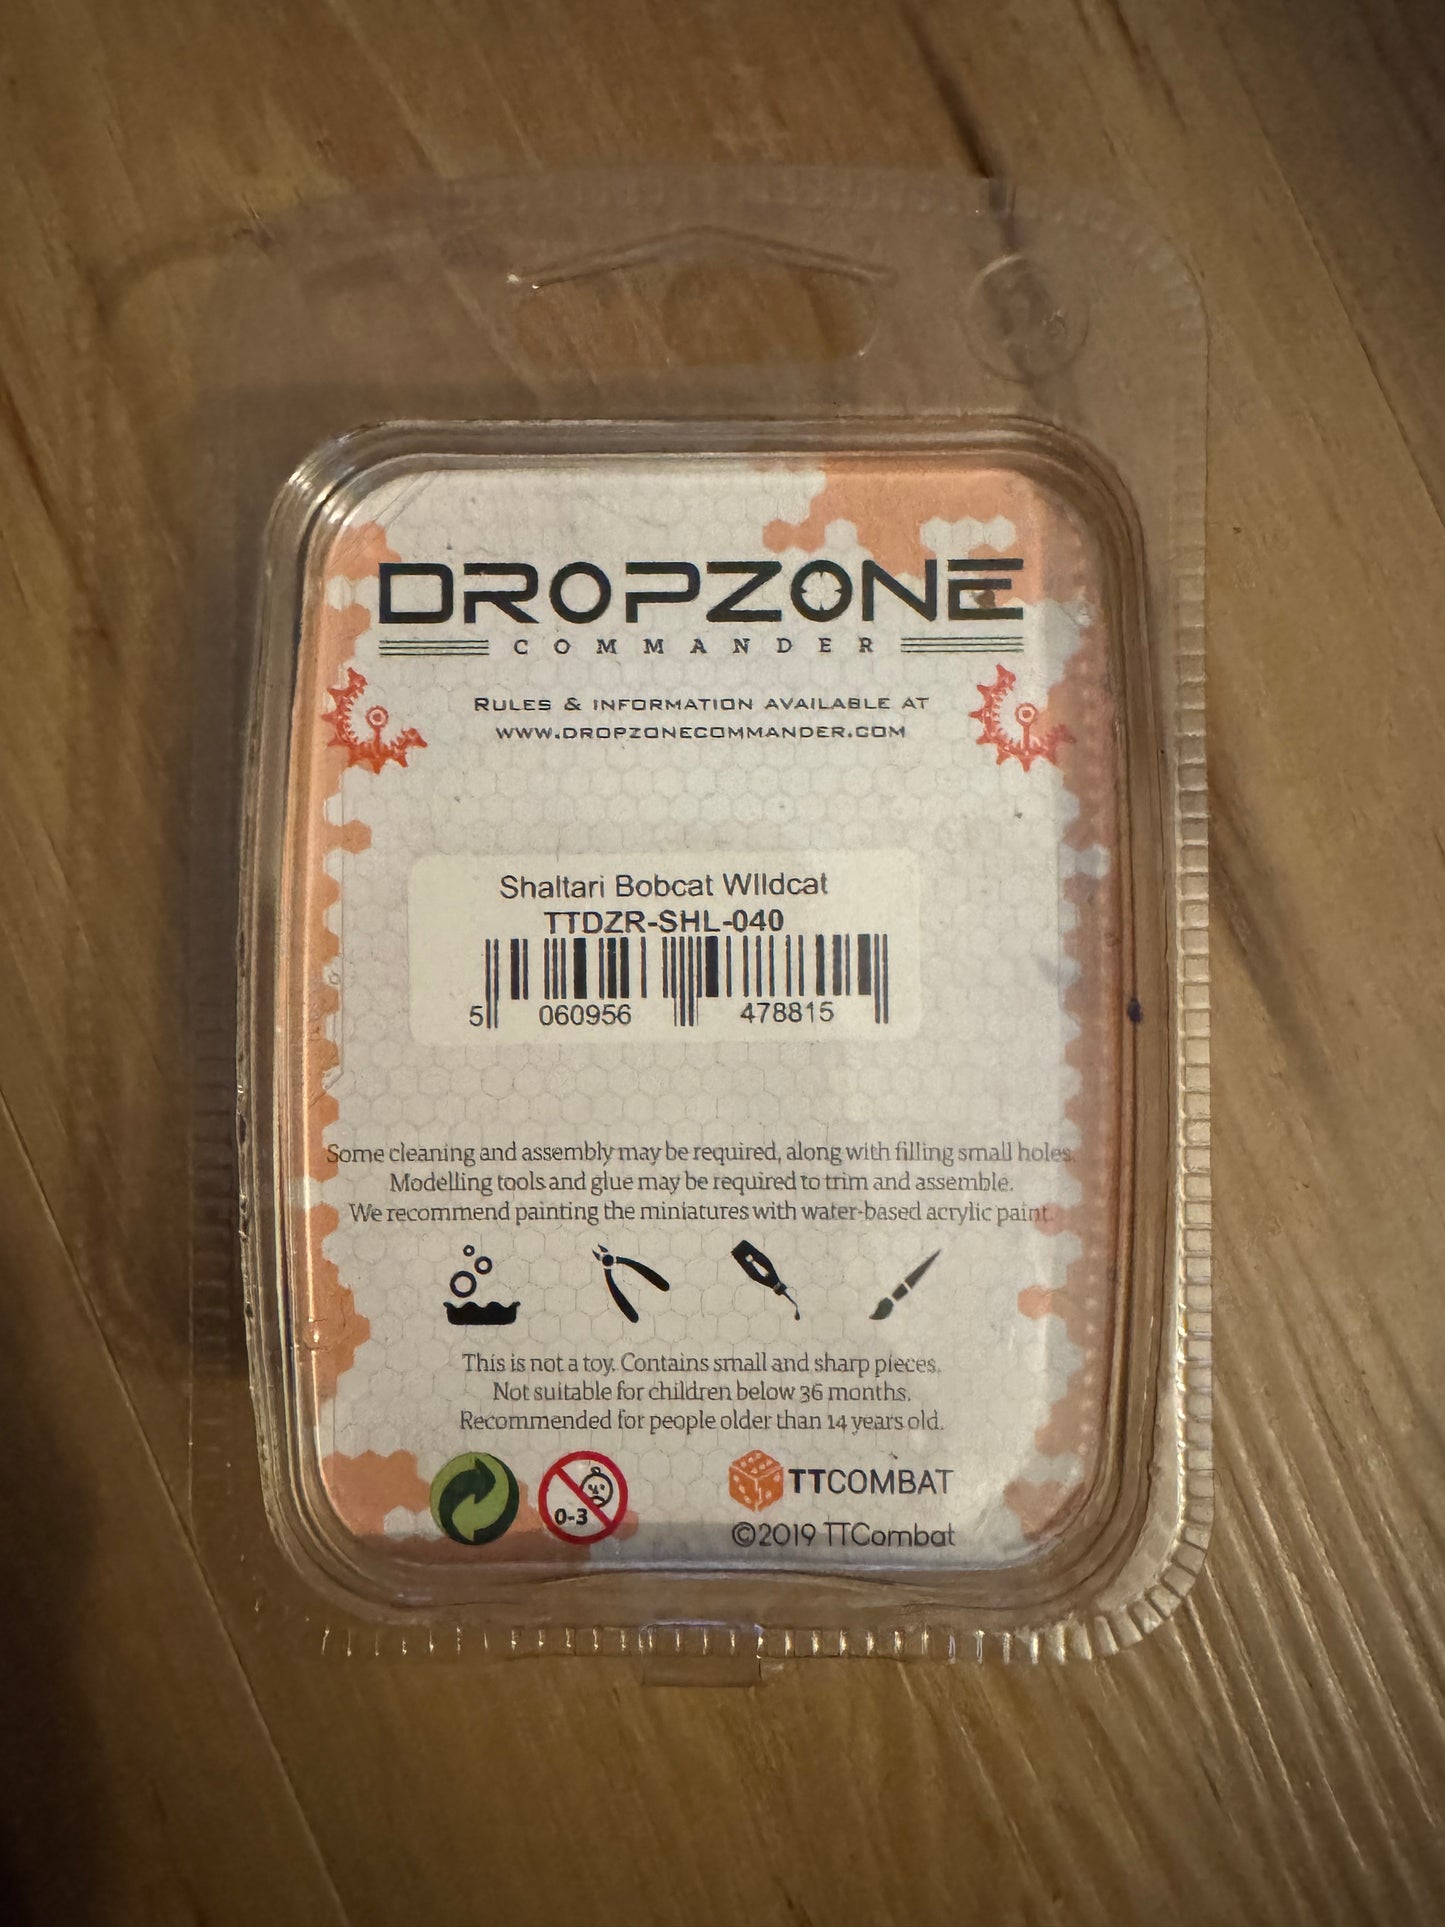 DROPZONE
COMMANDER
RULES & INFORMATION AVAILABLE AT
WWW.DROPZONECOMMANDER.COM
Shaltari Bobcat WIldcat
TTDZR-SHL-040
5 060956 478815
Some cleaning and assembly may be required, along with filling small holes.
Modelling tools and glue may be required to trim and assemble.
We recommend painting the miniatures with water-based acrylic paint.
This is not a toy. Contains small and sharp pieces.
Not suitable for children below 36 months.
Recommended for people older than 14 years old.
0-3
TTCOMBAT
©2019 TTCombat